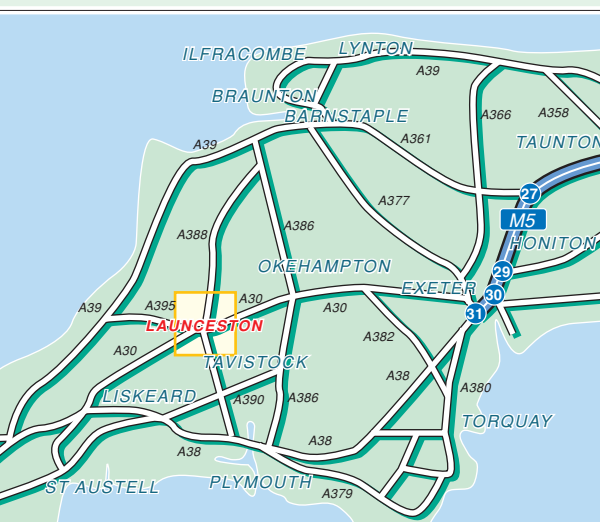 ILFRACOMBE
LYNTON
A39
BRAUNTON
BARNSTAPLE
A366
A358
A39
A361
TAUNTON
A377
27
M5
A388
A386
HONITON
OKEHAMPTON
29
EXETER
30
A39
A395
A30
A30
31
LAUNCESTON
A30
A382
TAVISTOCK
A38
A380
LISKEARD
A390
A386
TORQUAY
A38
A38
ST AUSTELL
PLYMOUTH
A379